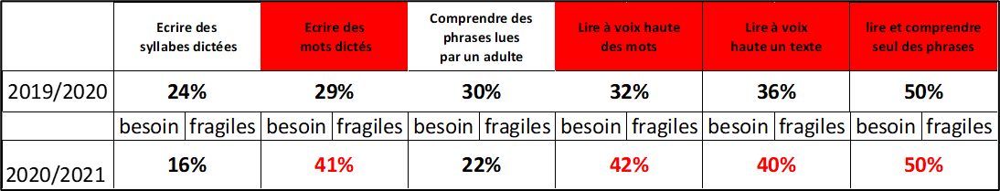 Ecrire des syllabes dictées
Ecrire des mots dictés
Comprendre des phrases lues par un adulte
Lire à voix haute des mots
Lire à voix haute un texte
lire et comprendre seul des phrases
2019/2020 24% 29% 30% 32% 36% 50%
besoin fragiles besoin fragiles besoin fragiles besoin fragiles besoin fragiles besoin fragiles
2020/2021 16% 41% 22% 42% 40% 50%